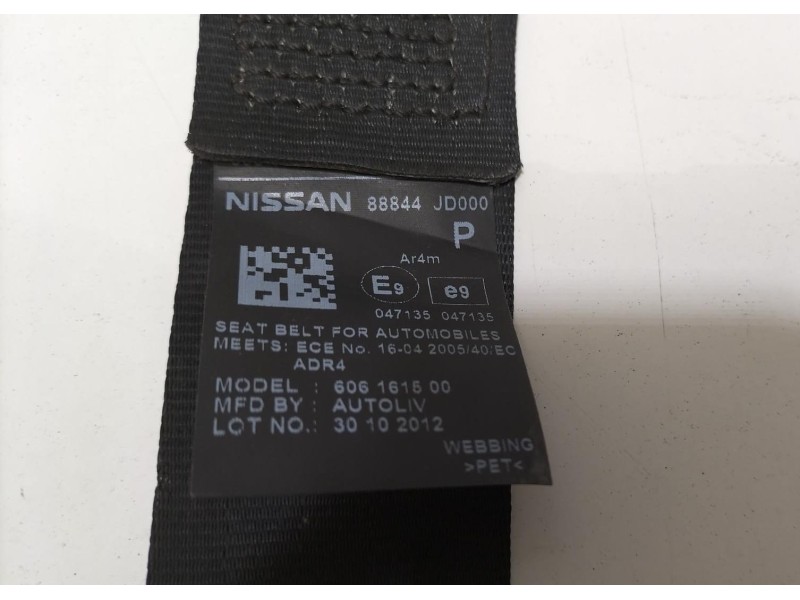 NISSAN 88844 JD000
P
Ar4m
E9 e9
047135 047135
SEAT BELT FOR AUTOMOBILES
MEETS: ECE No. 16-04 2005/40/EC
ADR4
MODEL : 606 1615 00
MFD BY : AUTOLIV
LOT NO.: 30 10 2012
WEBBING
>PET<